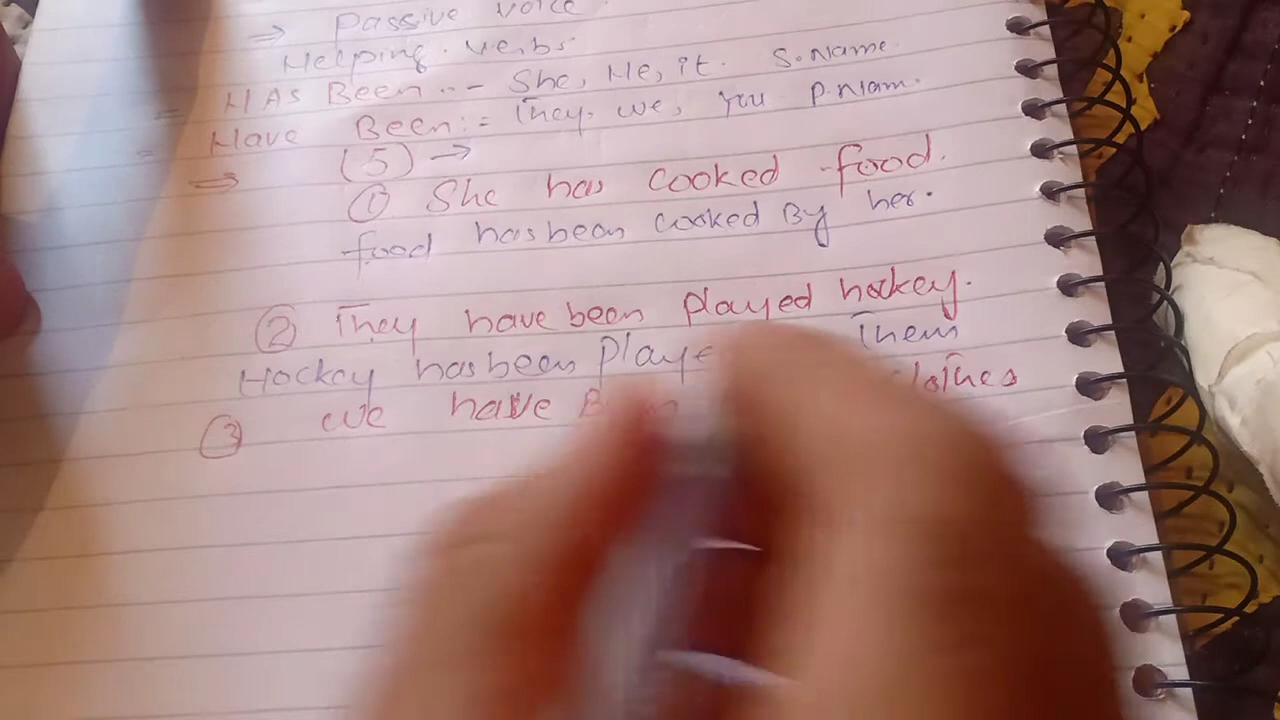 ⇒ Passive voice
Helping verbs
= HAs Been :- She, He, it. S.Name
= Have Been := They, we, you P.Nam.
⇒ (5) →
① She has cooked food.
food has been cooked By her.
② They have been played hockey.
Hockey has been playe Them
③ we have clothes